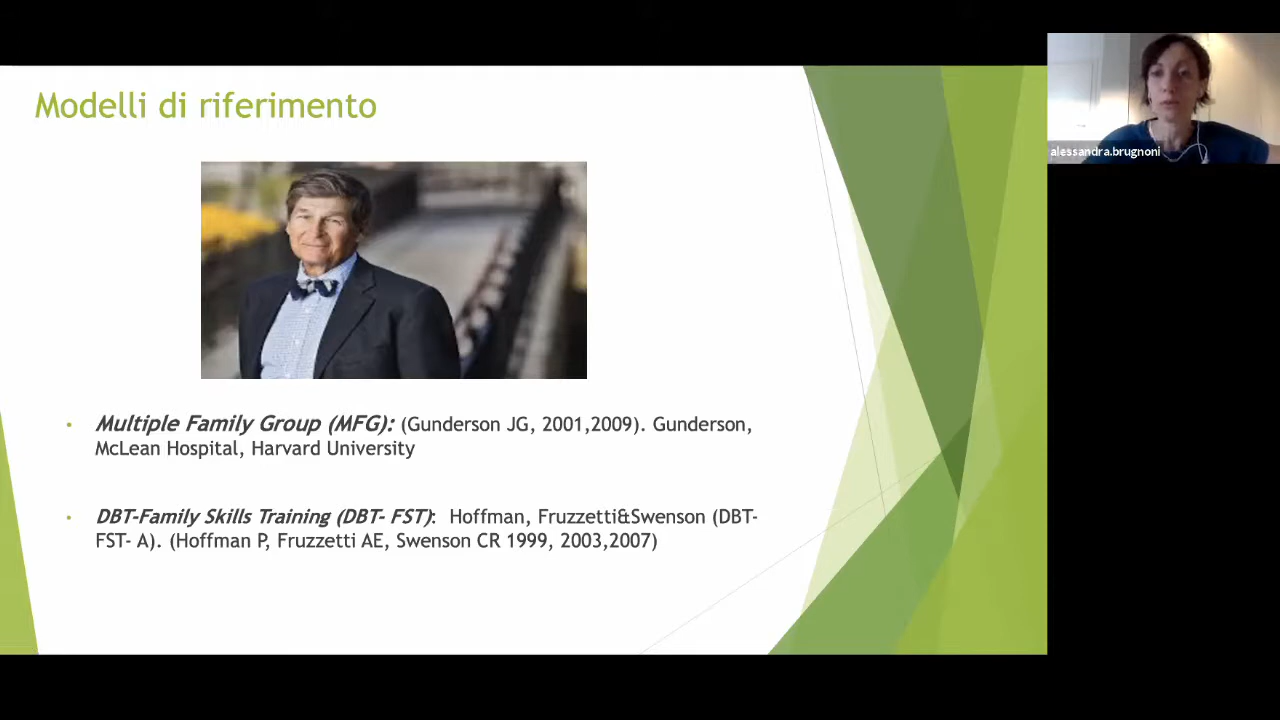 Modelli di riferimento
alessandra.brugnoni
• Multiple Family Group (MFG): (Gunderson JG, 2001,2009). Gunderson,
McLean Hospital, Harvard University
• DBT-Family Skills Training (DBT- FST): Hoffman, Fruzzetti&Swenson (DBT-
FST- A). (Hoffman P, Fruzzetti AE, Swenson CR 1999, 2003,2007)